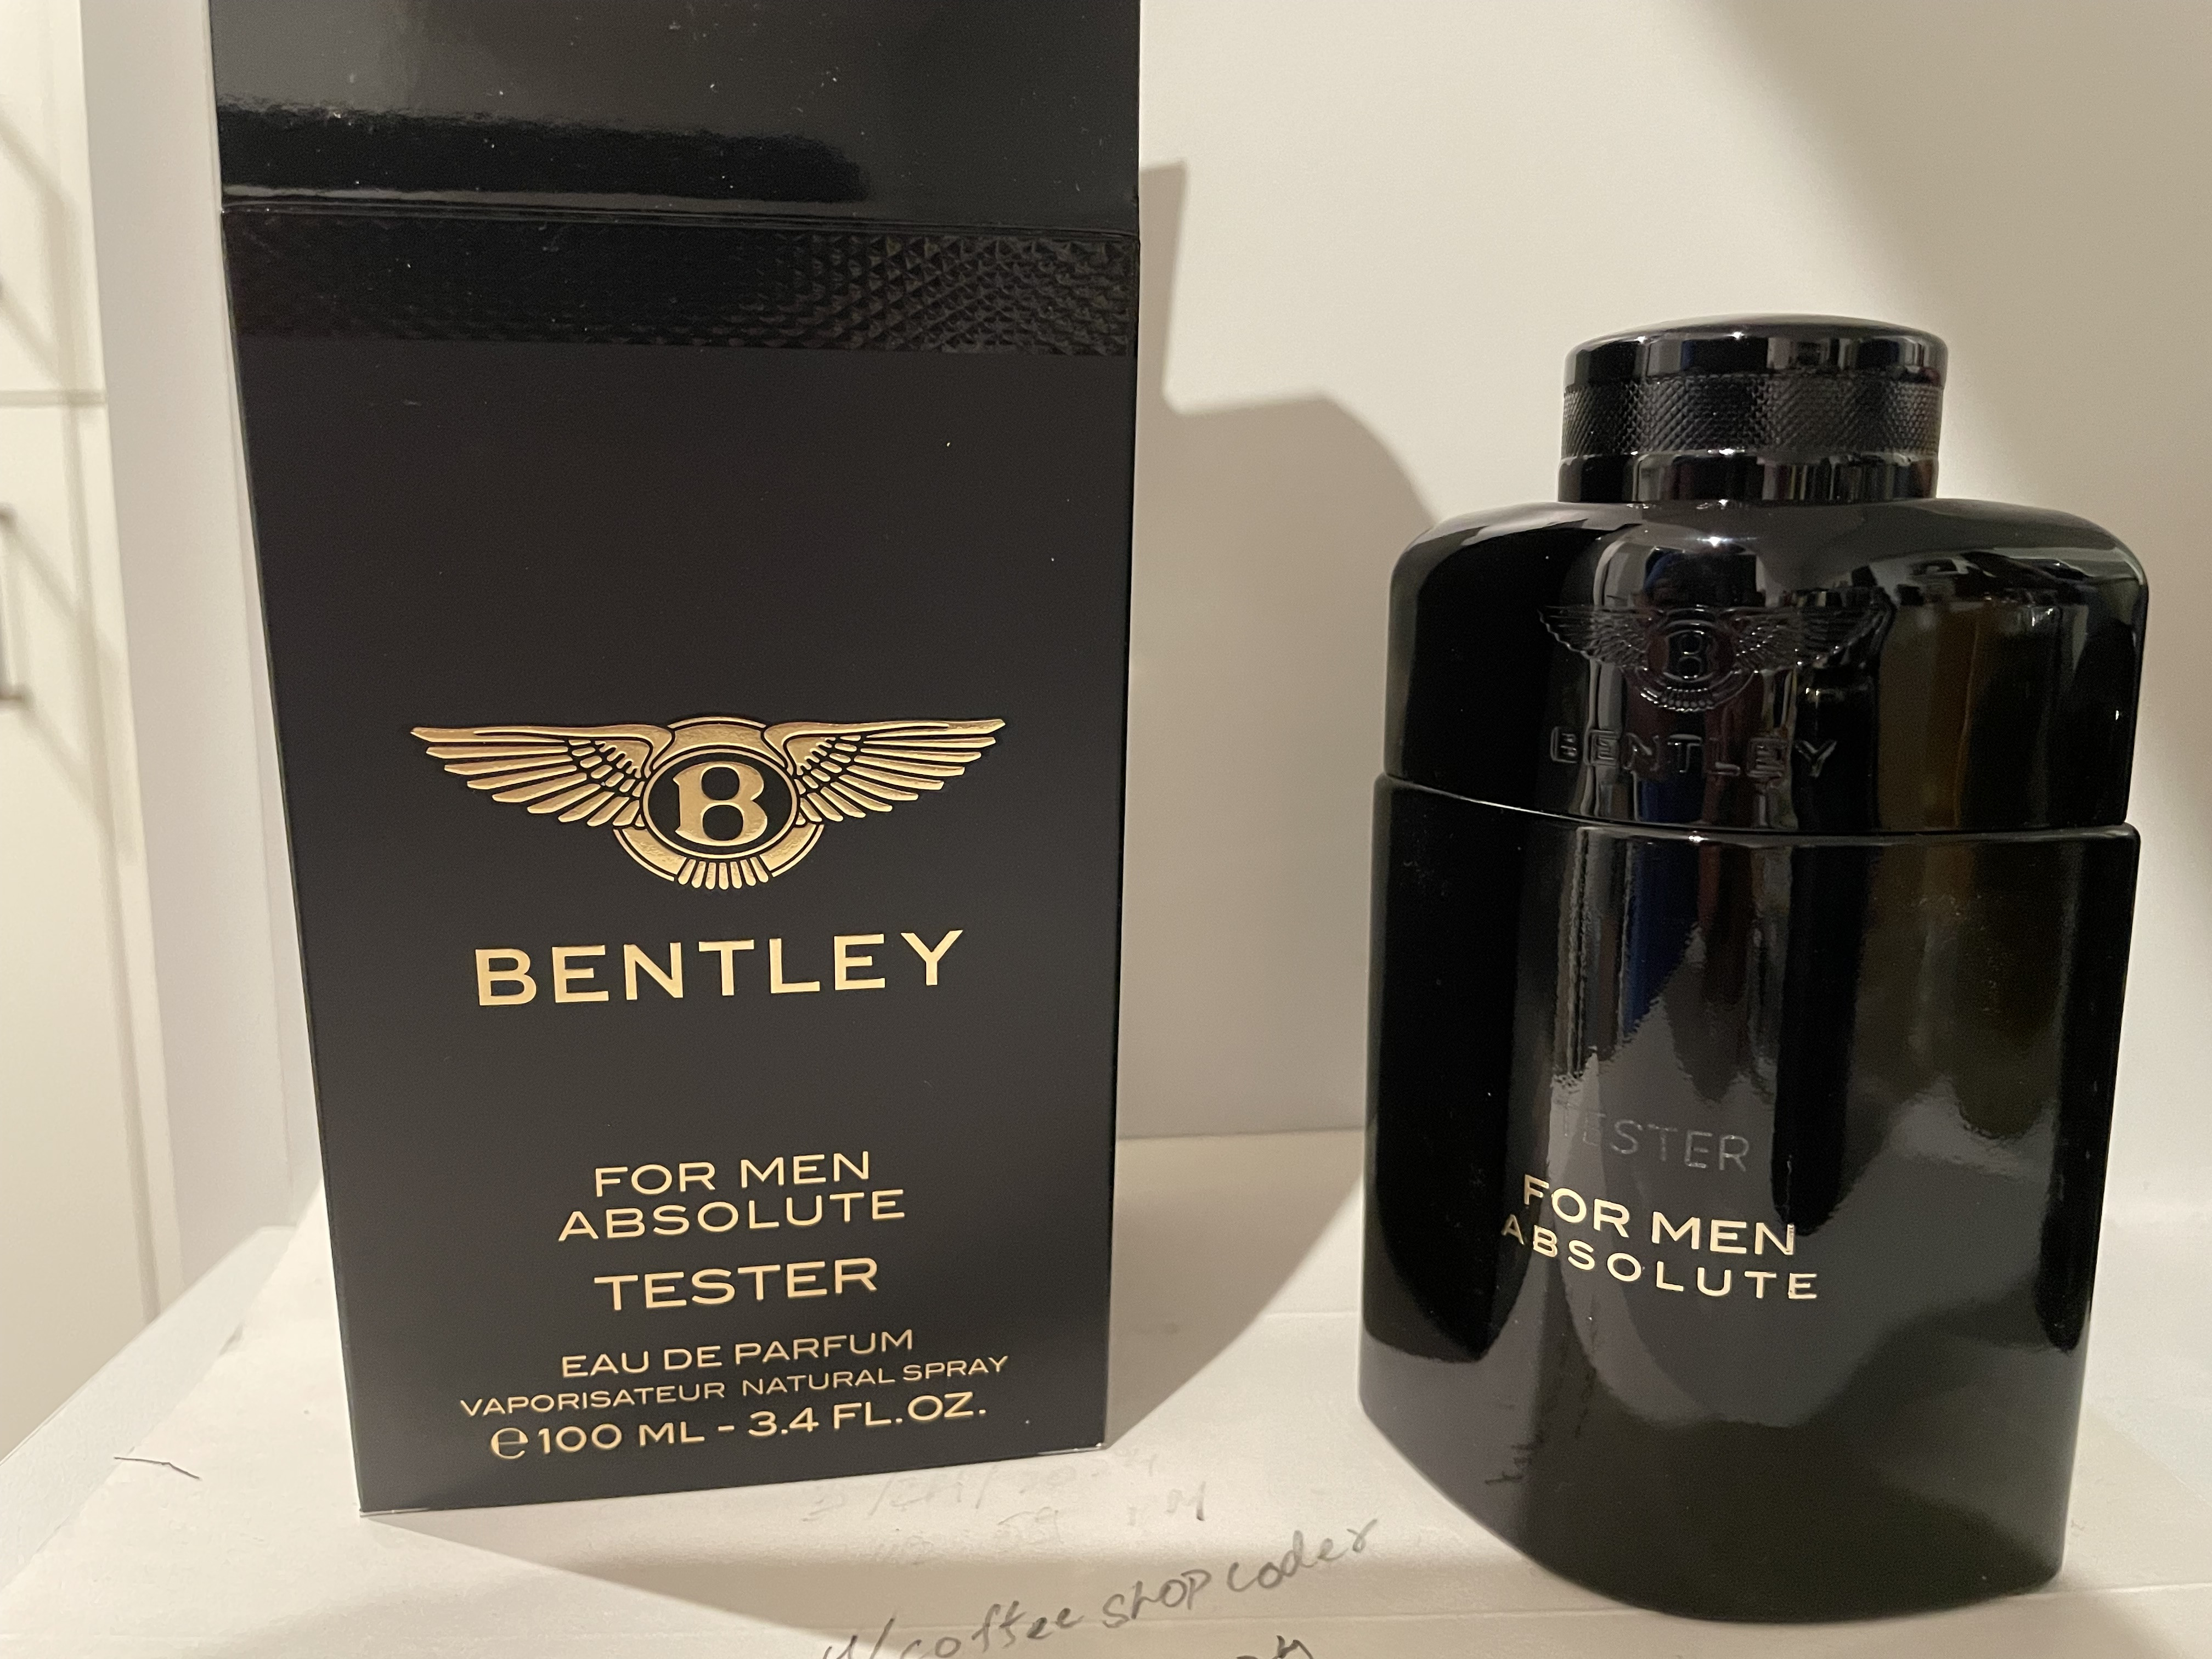 B
BENTLEY
FOR MEN
ABSOLUTE
TESTER
EAU DE PARFUM
VAPORISATEUR NATURAL SPRAY
℮100 ML - 3.4 FL.OZ.
B
BENTLEY
TESTER
FOR MEN
ABSOLUTE
u/coffee shop coder